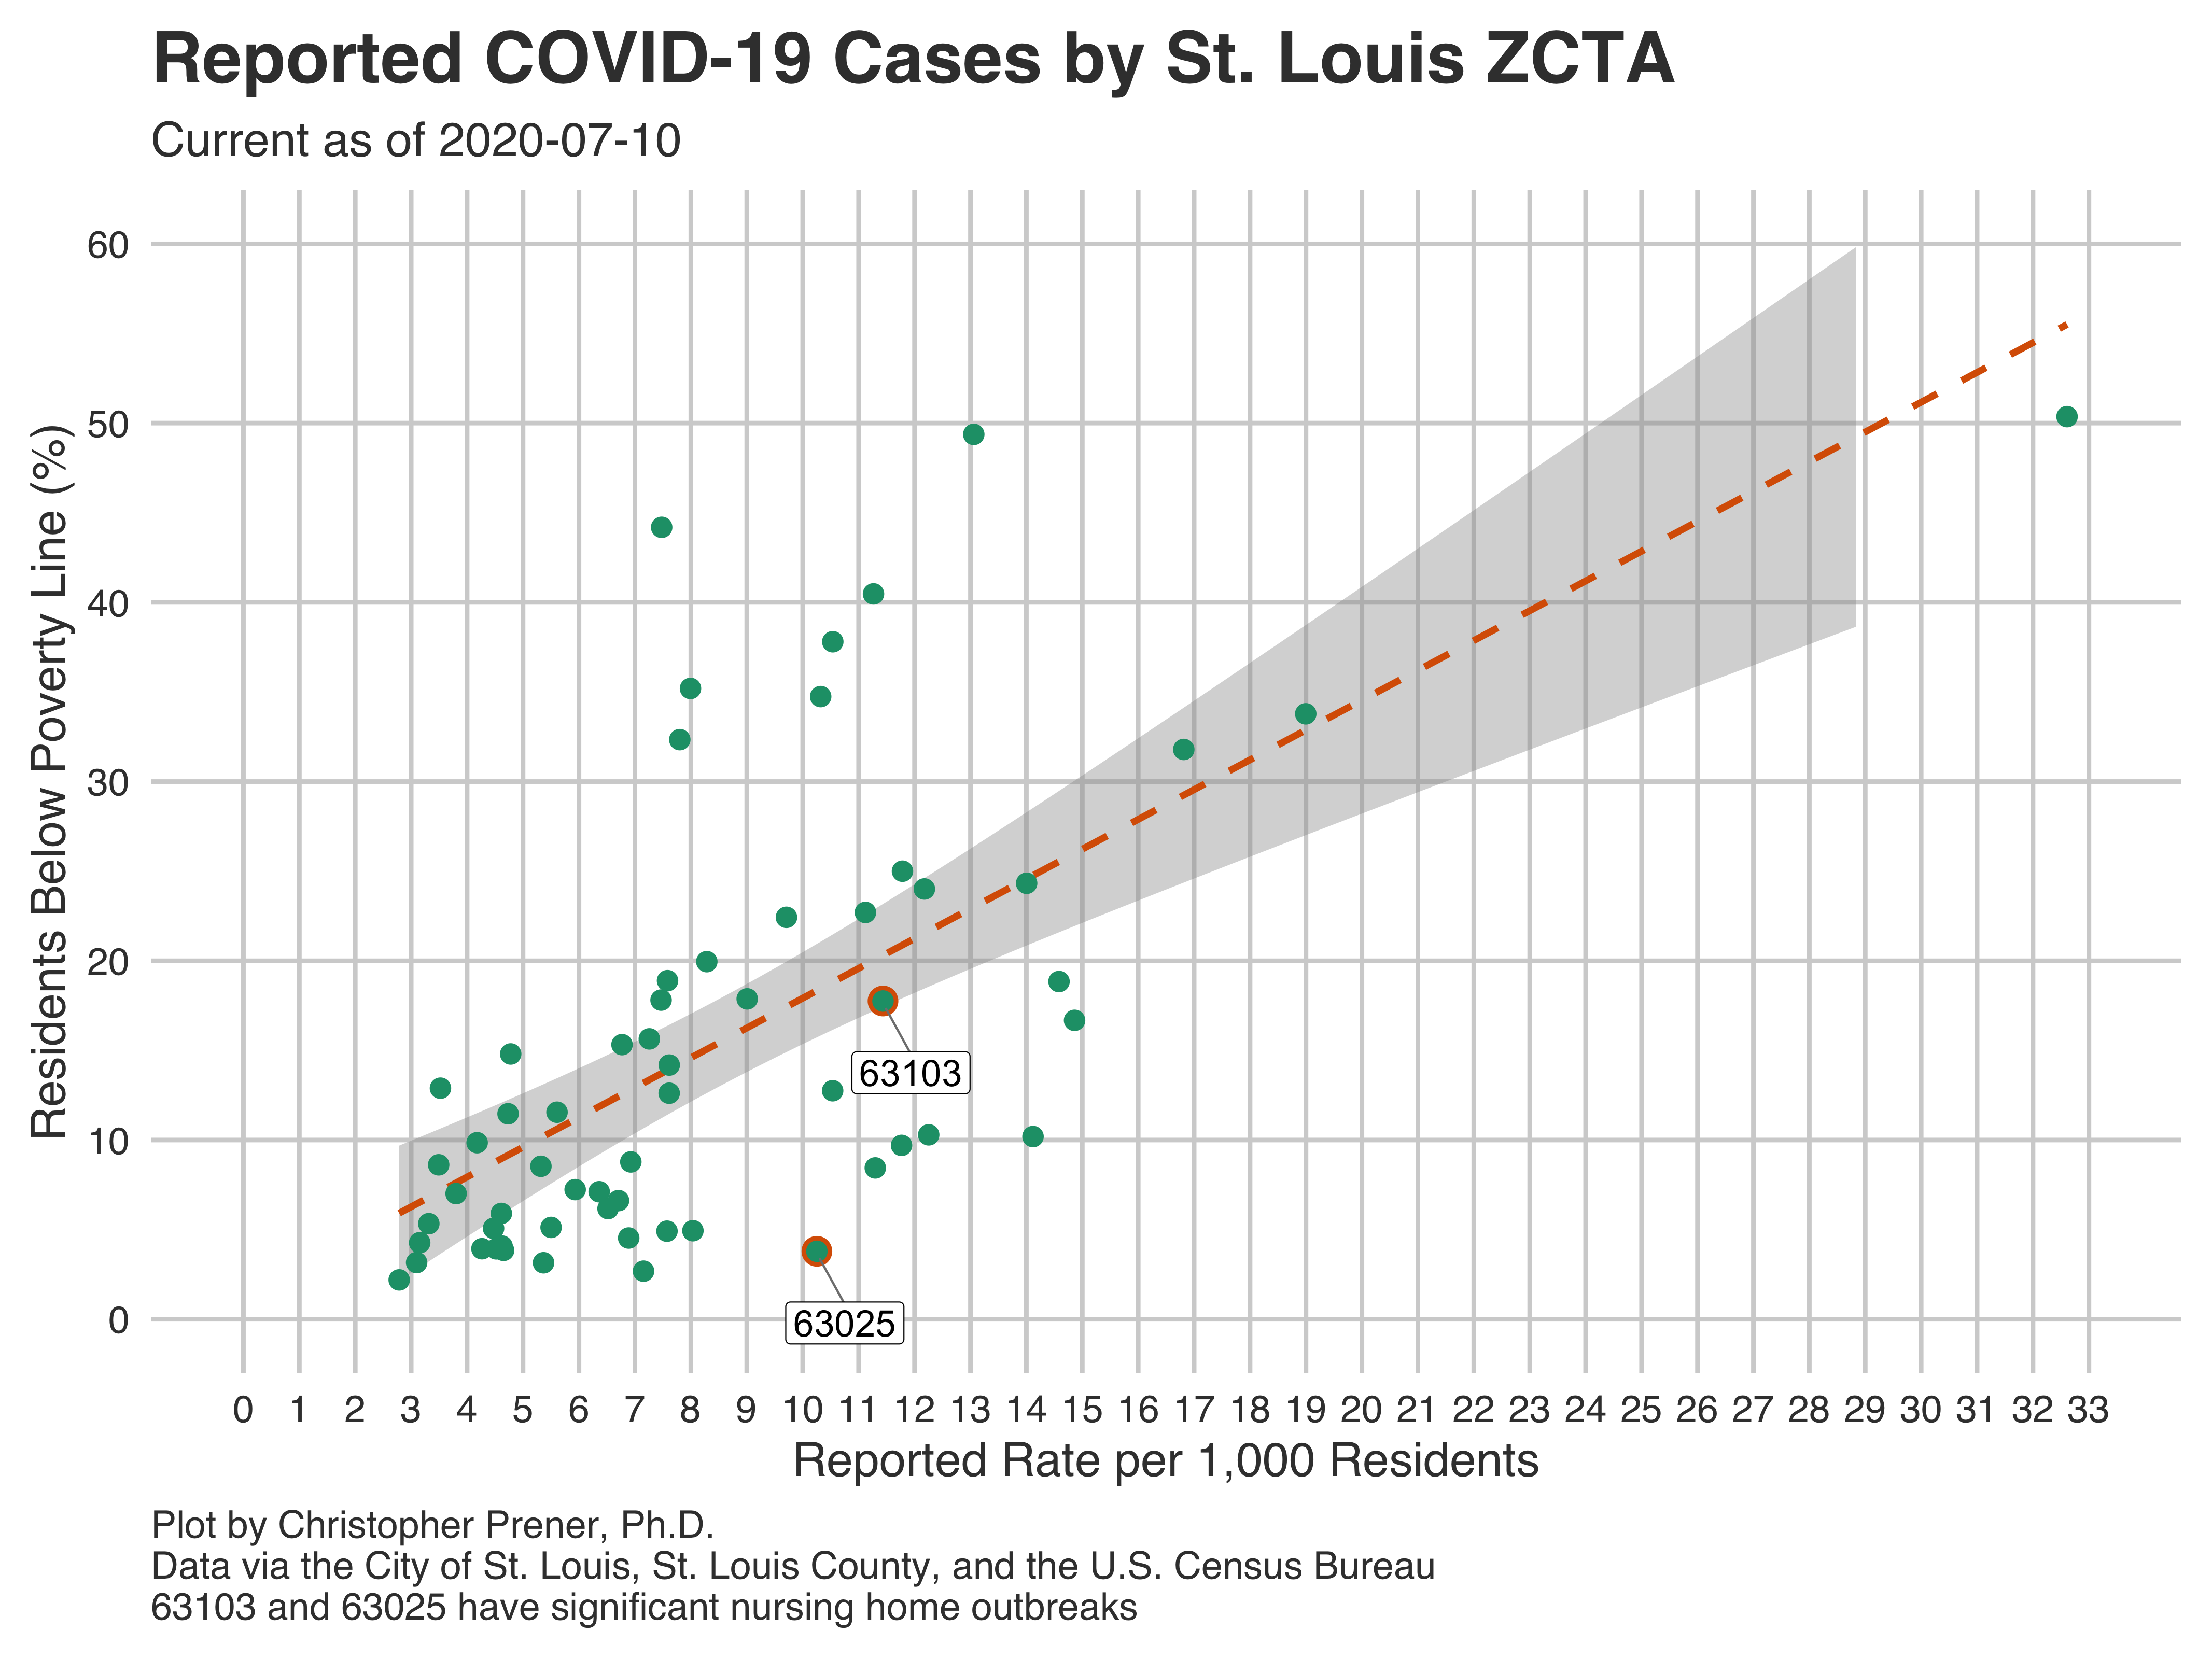 Reported COVID-19 Cases by St. Louis ZCTA
Current as of 2020-07-10
Residents Below Poverty Line (%)
60
50
40
30
20
10
0
63103
63025
0 1 2 3 4 5 6 7 8 9 10 11 12 13 14 15 16 17 18 19 20 21 22 23 24 25 26 27 28 29 30 31 32 33
Reported Rate per 1,000 Residents
Plot by Christopher Prener, Ph.D.
Data via the City of St. Louis, St. Louis County, and the U.S. Census Bureau
63103 and 63025 have significant nursing home outbreaks